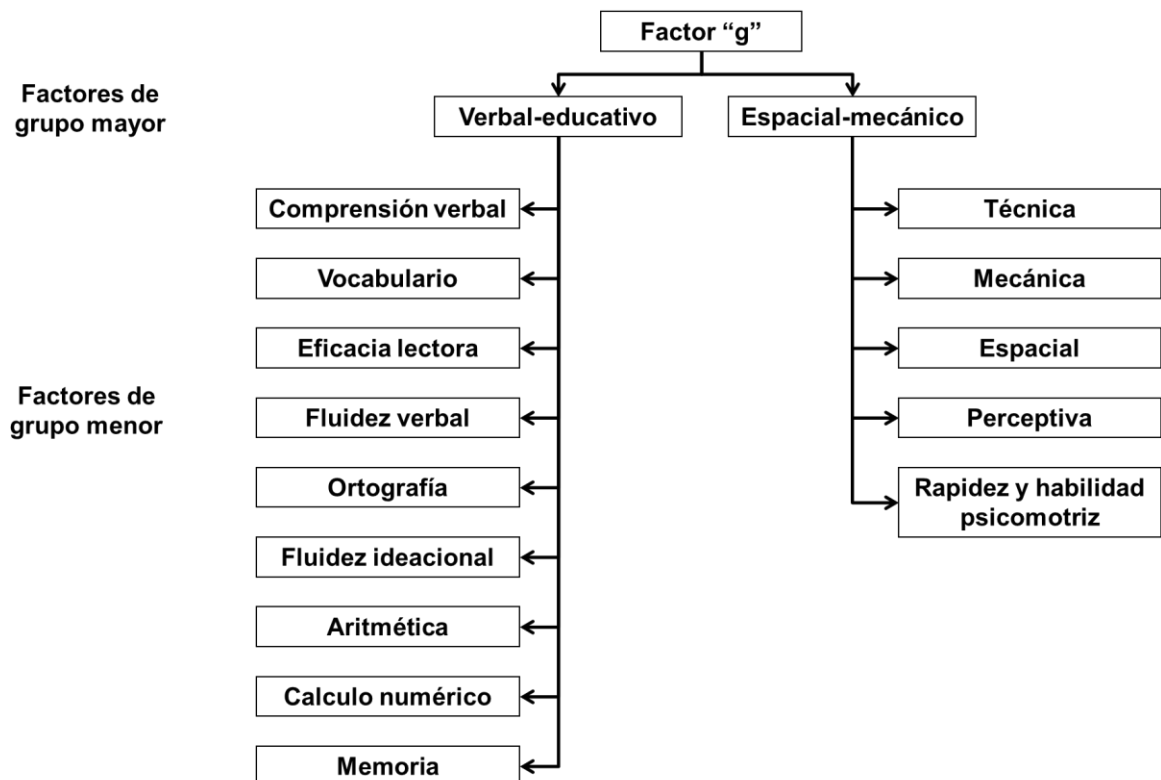 Factor “g”
Factores de
grupo mayor
Verbal-educativo
Espacial-mecánico
Comprensión verbal
Técnica
Vocabulario
Mecánica
Eficacia lectora
Espacial
Factores de
grupo menor
Fluidez verbal
Perceptiva
Ortografía
Rapidez y habilidad
psicomotriz
Fluidez ideacional
Aritmética
Calculo numérico
Memoria